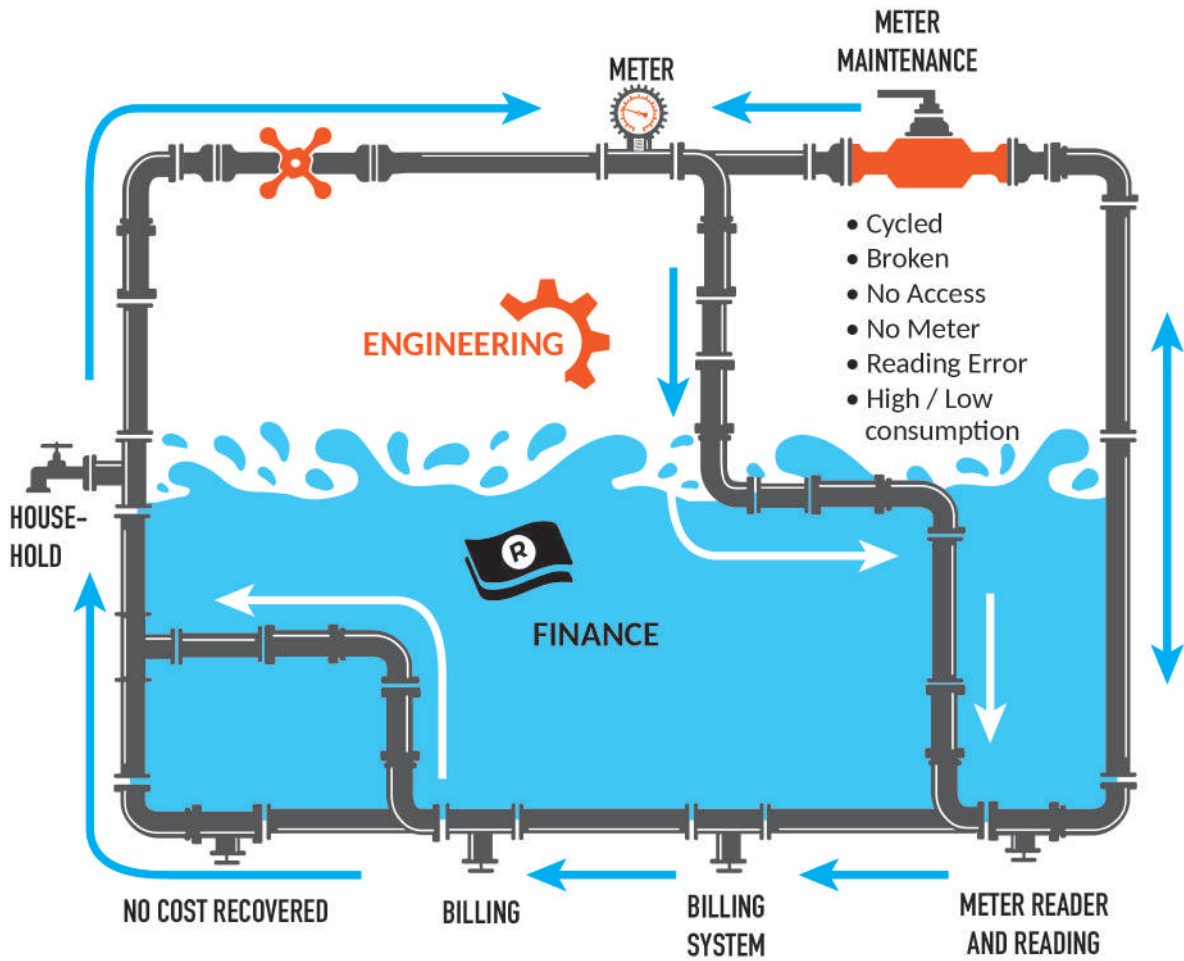 METER
MAINTENANCE
METER
• Cycled
• Broken
• No Access
• No Meter
• Reading Error
• High / Low
consumption
ENGINEERING
HOUSE-
HOLD
R
FINANCE
NO COST RECOVERED
BILLING
BILLING
SYSTEM
METER READER
AND READING